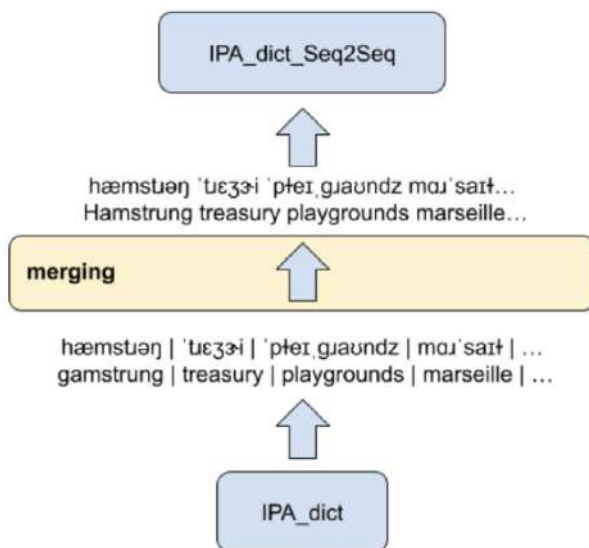 IPA_dict_Seq2Seq
hæmstɹəŋ ˈtɹɛʒɝi ˈpɫeɪˌɡɹaʊndz mɑɹˈsaɪɫ...
Hamstrung treasury playgrounds marseille...
merging
hæmstɹəŋ | ˈtɹɛʒɝi | ˈpɫeɪˌɡɹaʊndz | mɑɹˈsaɪɫ | ...
gamstrung | treasury | playgrounds | marseille | ...
IPA_dict